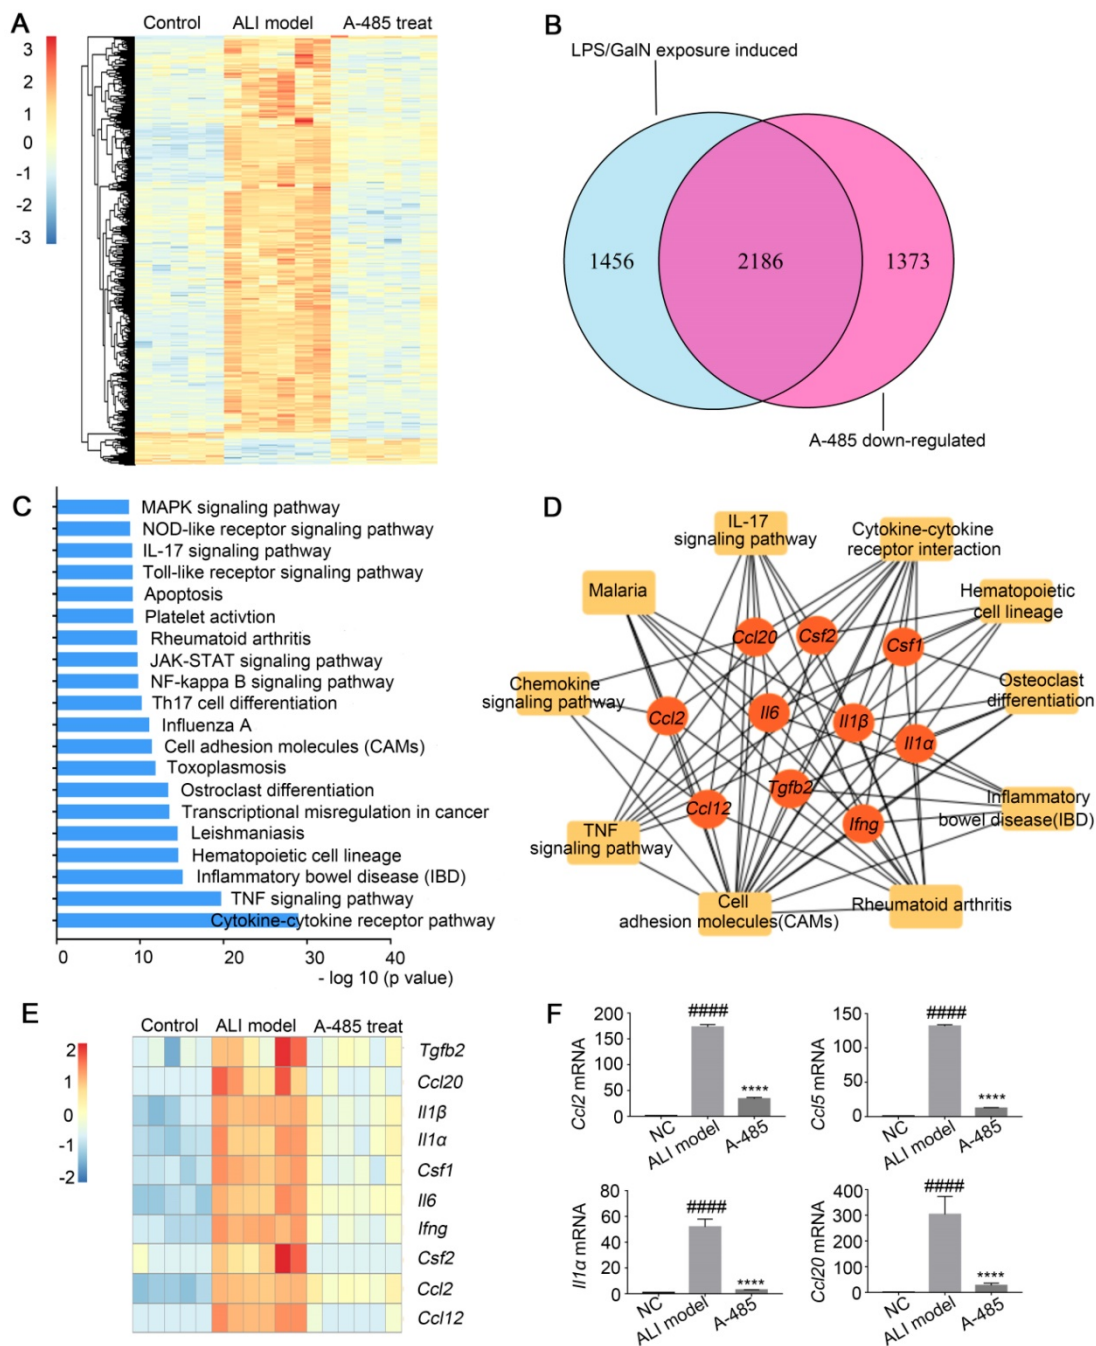 A
Control
ALI model
A-485 treat
3
2
1
0
-1
-2
-3
B
LPS/GalN exposure induced
1456
2186
1373
A-485 down-regulated
C
MAPK signaling pathway
NOD-like receptor signaling pathway
IL-17 signaling pathway
Toll-like receptor signaling pathway
Apoptosis
Platelet activtion
Rheumatoid arthritis
JAK-STAT signaling pathway
NF-kappa B signaling pathway
Th17 cell differentiation
Influenza A
Cell adhesion molecules (CAMs)
Toxoplasmosis
Ostroclast differentiation
Transcriptional misregulation in cancer
Leishmaniasis
Hematopoietic cell lineage
Inflammatory bowel disease (IBD)
TNF signaling pathway
Cytokine-cytokine receptor pathway
0
10
20
30
40
- log 10 (p value)
D
IL-17
signaling pathway
Cytokine-cytokine
receptor interaction
Malaria
Hematopoietic
cell lineage
Ccl20
Csf2
Csf1
Chemokine
signaling pathway
Osteoclast
differentiation
Ccl2
Il6
Il1β
Il1α
Ccl12
Tgfb2
Ifng
Inflammatory
bowel disease(IBD)
TNF
signaling pathway
Cell
adhesion molecules(CAMs)
Rheumatoid arthritis
E
Control
ALI model
A-485 treat
2
1
0
-1
-2
Tgfb2
Ccl20
Il1β
Il1α
Csf1
Il6
Ifng
Csf2
Ccl2
Ccl12
F
Ccl2 mRNA
200
150
100
50
0
####
****
NC
ALI model
A-485
Ccl5 mRNA
150
100
50
0
####
****
NC
ALI model
A-485
Il1α mRNA
80
60
40
20
0
####
****
NC
ALI model
A-485
Ccl20 mRNA
400
300
200
100
0
####
****
NC
ALI model
A-485